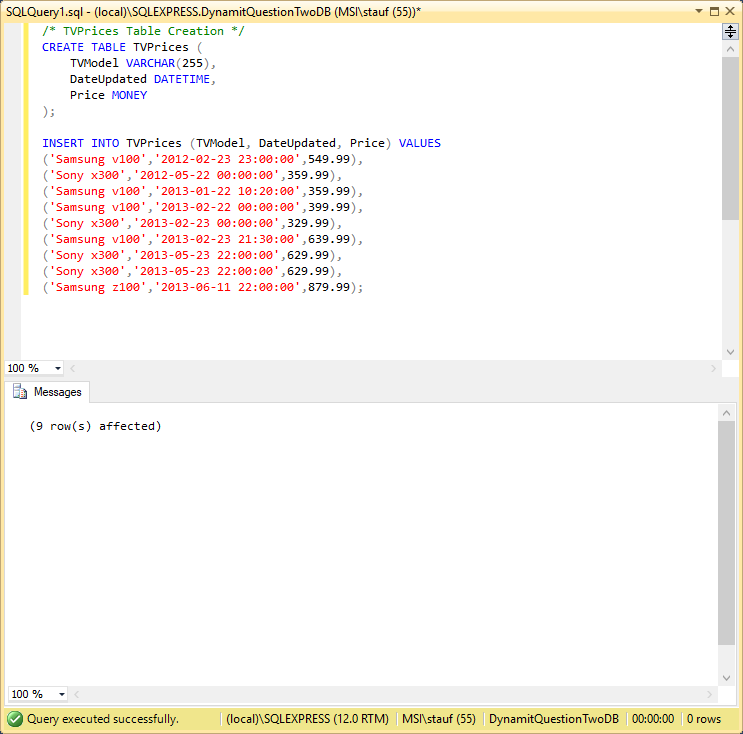 SQLQuery1.sql - (local)\SQLEXPRESS.DynamitQuestionTwoDB (MSI\stauf (55))*
/* TVPrices Table Creation */
CREATE TABLE TVPrices (
    TVModel VARCHAR(255),
    DateUpdated DATETIME,
    Price MONEY
);

INSERT INTO TVPrices (TVModel, DateUpdated, Price) VALUES
('Samsung v100','2012-02-23 23:00:00',549.99),
('Sony x300','2012-05-22 00:00:00',359.99),
('Samsung v100','2013-01-22 10:20:00',359.99),
('Samsung v100','2013-02-22 00:00:00',399.99),
('Sony x300','2013-02-23 00:00:00',329.99),
('Samsung v100','2013-02-23 21:30:00',639.99),
('Sony x300','2013-05-23 22:00:00',629.99),
('Sony x300','2013-05-23 22:00:00',629.99),
('Samsung z100','2013-06-11 22:00:00',879.99);
100 %
Messages
(9 row(s) affected)
100 %
Query executed successfully. (local)\SQLEXPRESS (12.0 RTM) MSI\stauf (55) DynamitQuestionTwoDB 00:00:00 0 rows